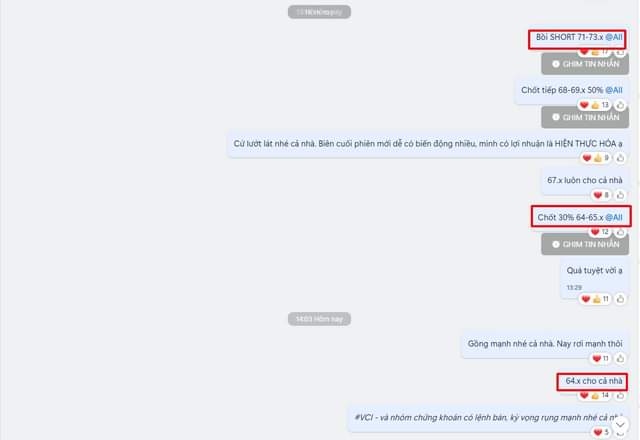 Bồi SHORT 71-73.x @All
17
GHIM TIN NHẮN
Chốt tiếp 68-69.x 50% @All
13
GHIM TIN NHẮN
Cứ lướt lát nhé cả nhà. Biên cuối phiên mới dễ có biến động nhiều, mình có lợi nhuận là HIỆN THỰC HÓA ạ
9
67.x luôn cho cả nhà
8
Chốt 30% 64-65.x @All
12
GHIM TIN NHẮN
Quá tuyệt vời ạ
13:29
11
14:03 Hôm nay
Gồng mạnh nhé cả nhà. Nay rơi mạnh thôi
11
64.x cho cả nhà
14
#VCI - và nhóm chứng khoán có lệnh bán, kỳ vọng rụng mạnh nhé cả
5